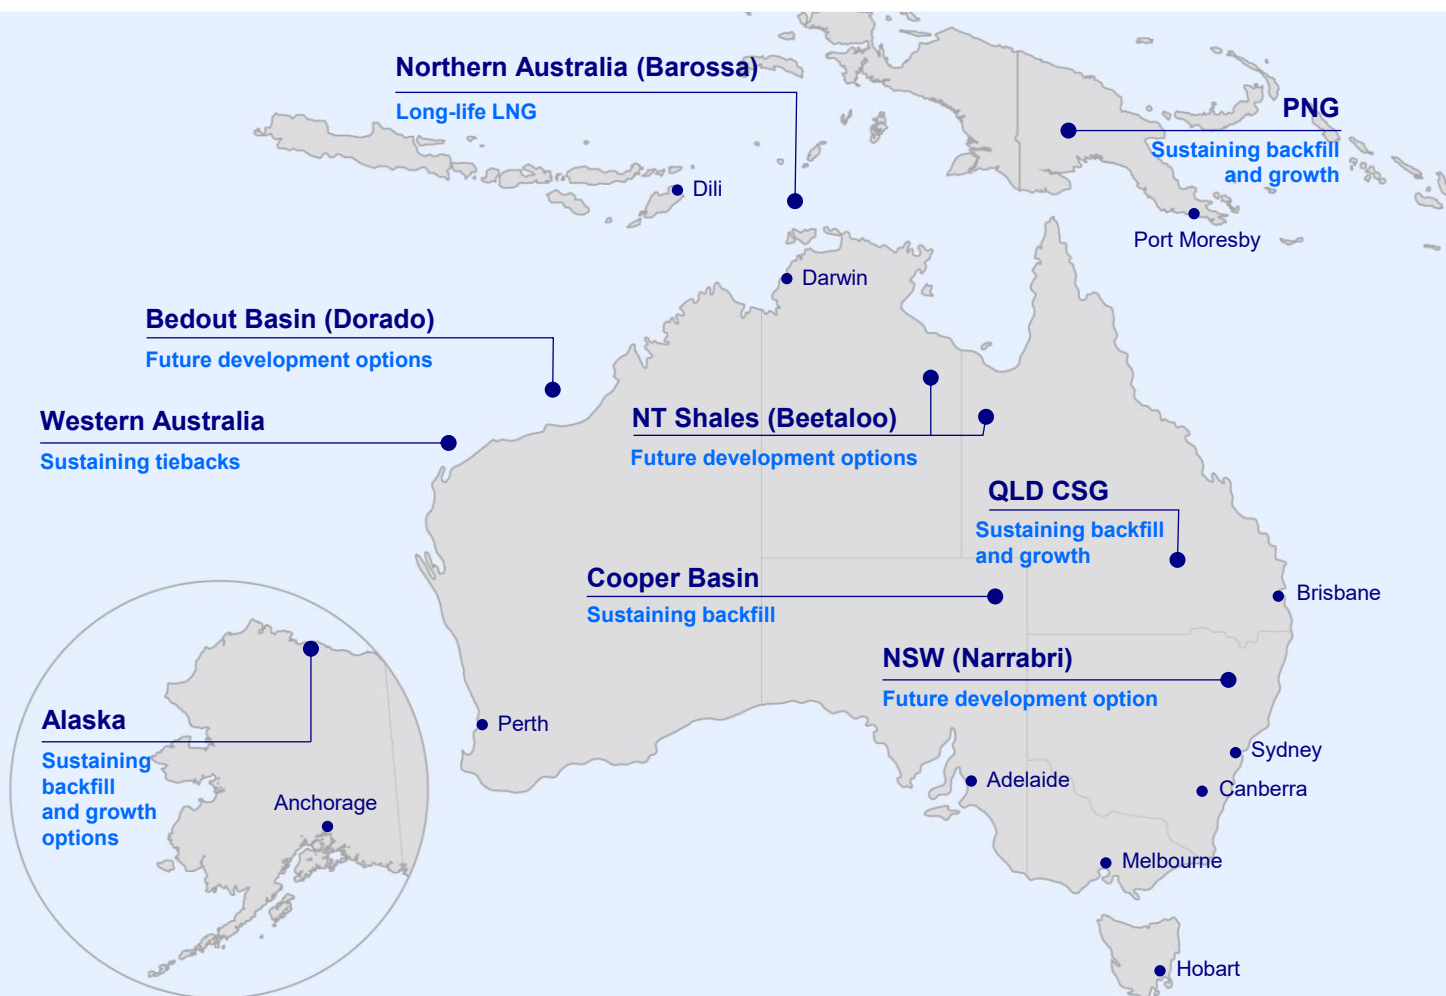 Northern Australia (Barossa)
Long-life LNG
PNG
Sustaining backfill
and growth
Dili
Port Moresby
Darwin
Bedout Basin (Dorado)
Future development options
Western Australia
Sustaining tiebacks
NT Shales (Beetaloo)
Future development options
QLD CSG
Sustaining backfill
and growth
Cooper Basin
Sustaining backfill
Brisbane
NSW (Narrabri)
Future development option
Alaska
Sustaining
backfill
and growth
options
Anchorage
Perth
Sydney
Adelaide
Canberra
Melbourne
Hobart